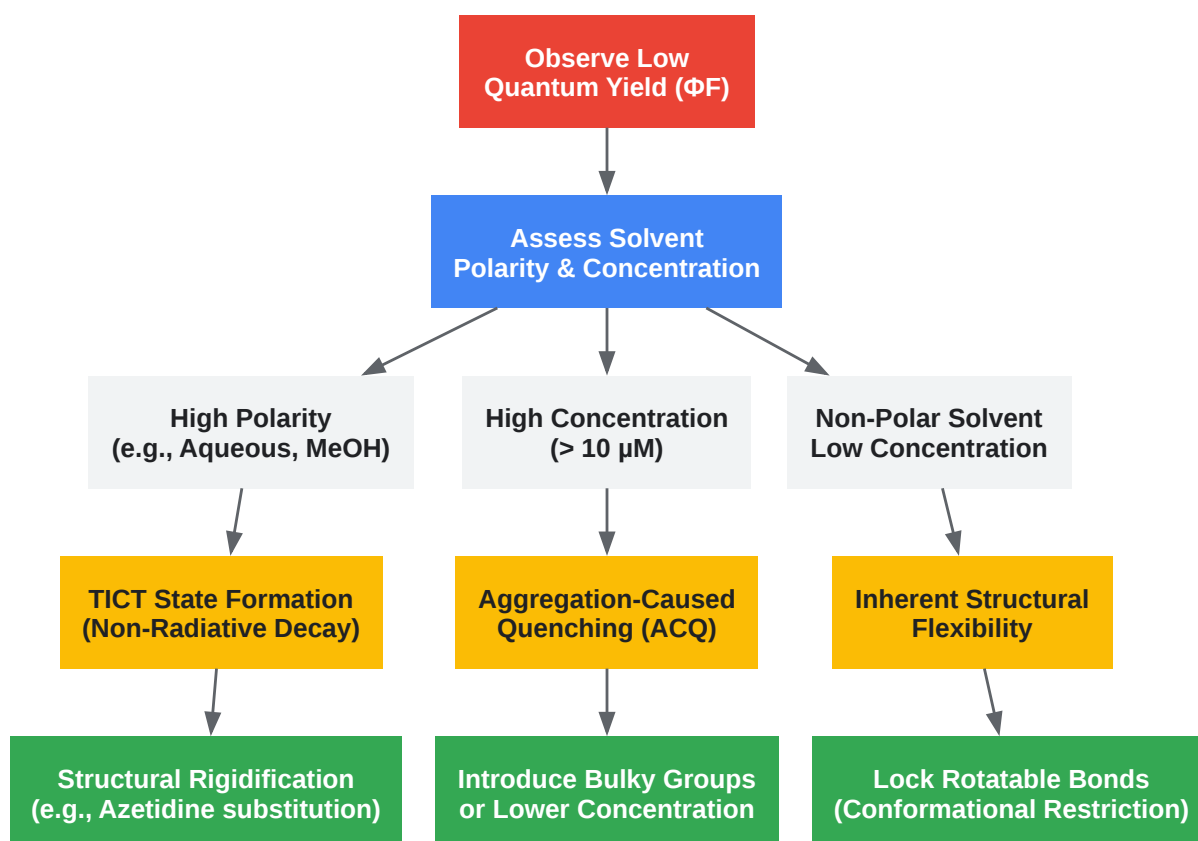 Observe Low
Quantum Yield (ΦF)
Assess Solvent
Polarity & Concentration
High Polarity
(e.g., Aqueous, MeOH)
High Concentration
(> 10 µM)
Non-Polar Solvent
Low Concentration
TICT State Formation
(Non-Radiative Decay)
Aggregation-Caused
Quenching (ACQ)
Inherent Structural
Flexibility
Structural Rigidification
(e.g., Azetidine substitution)
Introduce Bulky Groups
or Lower Concentration
Lock Rotatable Bonds
(Conformational Restriction)